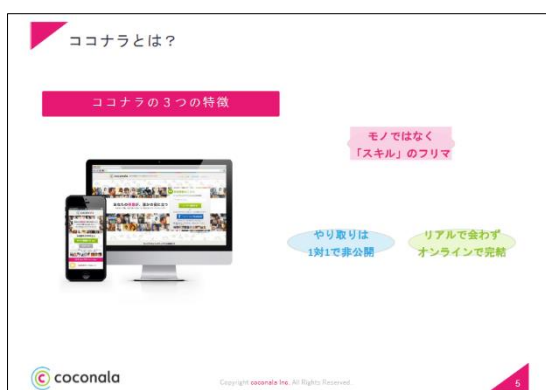 ココナラとは？
ココナラの３つの特徴
モノではなく
「スキル」のフリマ
やり取りは
1対1で非公開
リアルで会わず
オンラインで完結
coconala
Copyright coconala Inc. All Rights Reserved.
5